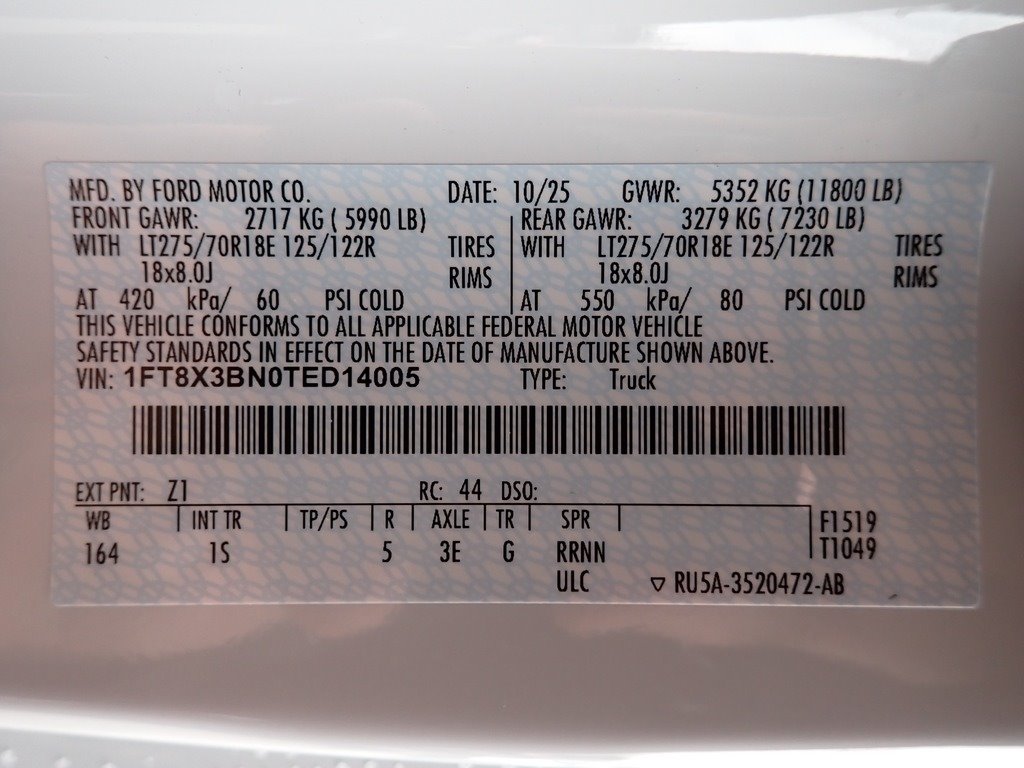 MFD. BY FORD MOTOR CO. DATE: 10/25 GVWR: 5352 KG (11800 LB)
FRONT GAWR: 2717 KG ( 5990 LB) REAR GAWR: 3279 KG ( 7230 LB)
WITH LT275/70R18E 125/122R TIRES WITH LT275/70R18E 125/122R TIRES
18x8.0J RIMS 18x8.0J RIMS
AT 420 kPa/ 60 PSI COLD AT 550 kPa/ 80 PSI COLD
THIS VEHICLE CONFORMS TO ALL APPLICABLE FEDERAL MOTOR VEHICLE
SAFETY STANDARDS IN EFFECT ON THE DATE OF MANUFACTURE SHOWN ABOVE.
VIN: 1FT8X3BN0TED14005 TYPE: Truck
EXT PNT: Z1 RC: 44 DSO:
WB INT TR TP/PS R AXLE TR SPR F1519
164 1S 5 3E G RRNN T1049
ULC ▽ RU5A-3520472-AB